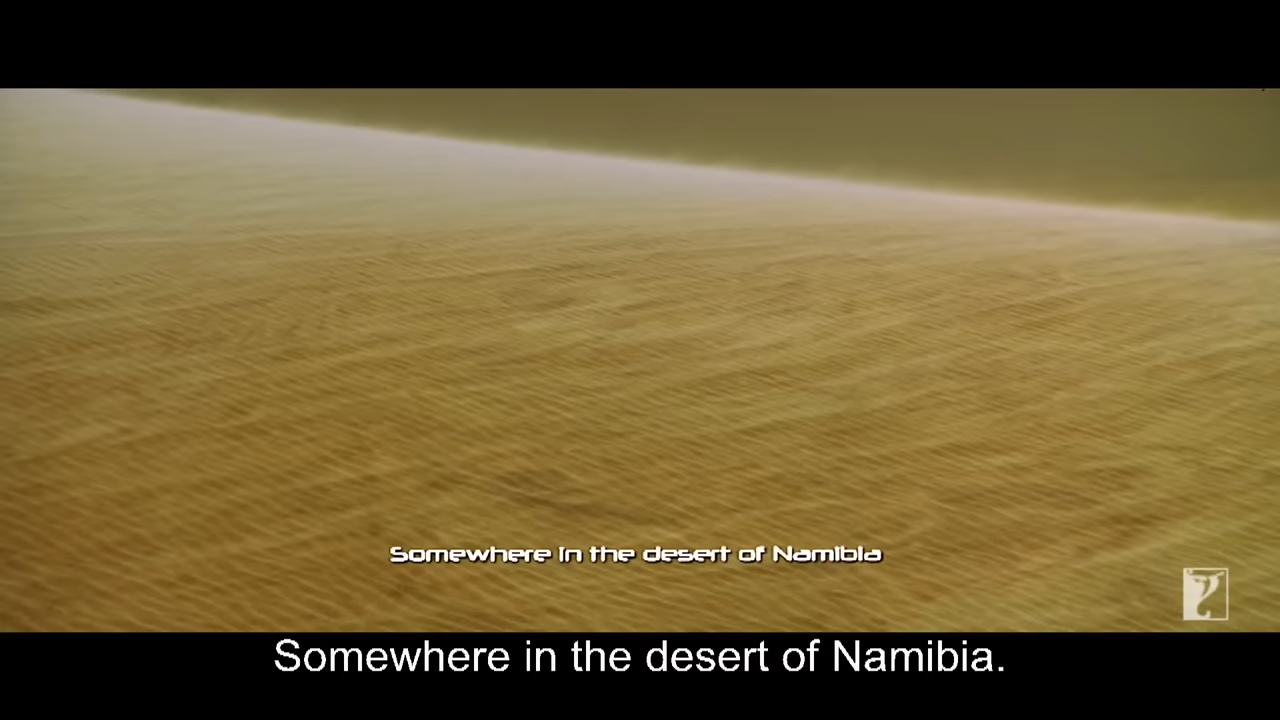 Somewhere in the desert of Namibia
Somewhere in the desert of Namibia.